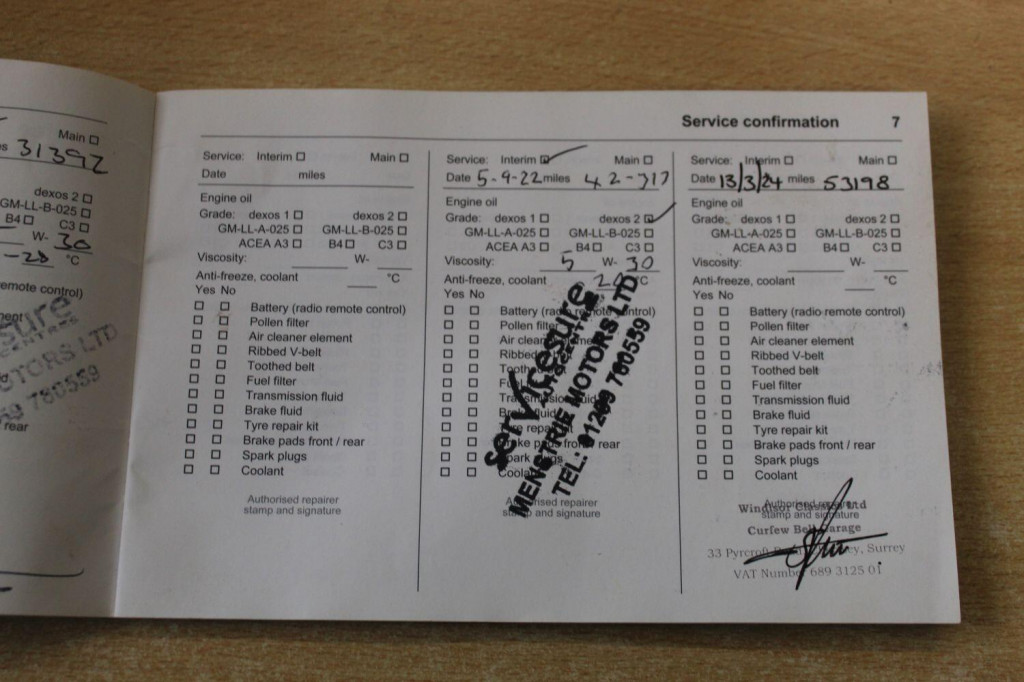 Main
31392
dexos 2
GM-LL-B-025
B4 C3
W- 30
-28 °C
emote control)
ment
sure
CENTRES
OTORS LTD
59 760559
rear
Service confirmation 7
Service: Interim Main
Date miles
Engine oil
Grade: dexos 1 dexos 2
GM-LL-A-025 GM-LL-B-025
ACEA A3 B4 C3
Viscosity: W-
Anti-freeze, coolant °C
Yes No
Battery (radio remote control)
Pollen filter
Air cleaner element
Ribbed V-belt
Toothed belt
Fuel filter
Transmission fluid
Brake fluid
Tyre repair kit
Brake pads front / rear
Spark plugs
Coolant
Authorised repairer
stamp and signature
Service: Interim Main
Date 5-9-22 miles 42-717
Engine oil
Grade: dexos 1 dexos 2
GM-LL-A-025 GM-LL-B-025
ACEA A3 B4 C3
Viscosity: 5 W- 30
Anti-freeze, coolant °C
Yes No
Battery (radio remote control)
Pollen filter
Air cleaner element
Ribbed
Toothed belt
Fuel
Transmission fluid
Brake fluid
Tyre repair
Brake pads front / rear
Spark plugs
Coolant
servicesure
MENSTRIE MOTORS LTD
TEL: 01259 760559
Authorised repairer
stamp and signature
Service: Interim Main
Date 13/3/24 miles 53198
Engine oil
Grade: dexos 1 dexos 2
GM-LL-A-025 GM-LL-B-025
ACEA A3 B4 C3
Viscosity: W-
Anti-freeze, coolant °C
Yes No
Battery (radio remote control)
Pollen filter
Air cleaner element
Ribbed V-belt
Toothed belt
Fuel filter
Transmission fluid
Brake fluid
Tyre repair kit
Brake pads front / rear
Spark plugs
Coolant
Authorised repairer
stamp and signature
Windsor Classics Ltd
Curfew Bell Garage
33 Pyrcroft Surrey
VAT Number 689 3125 01